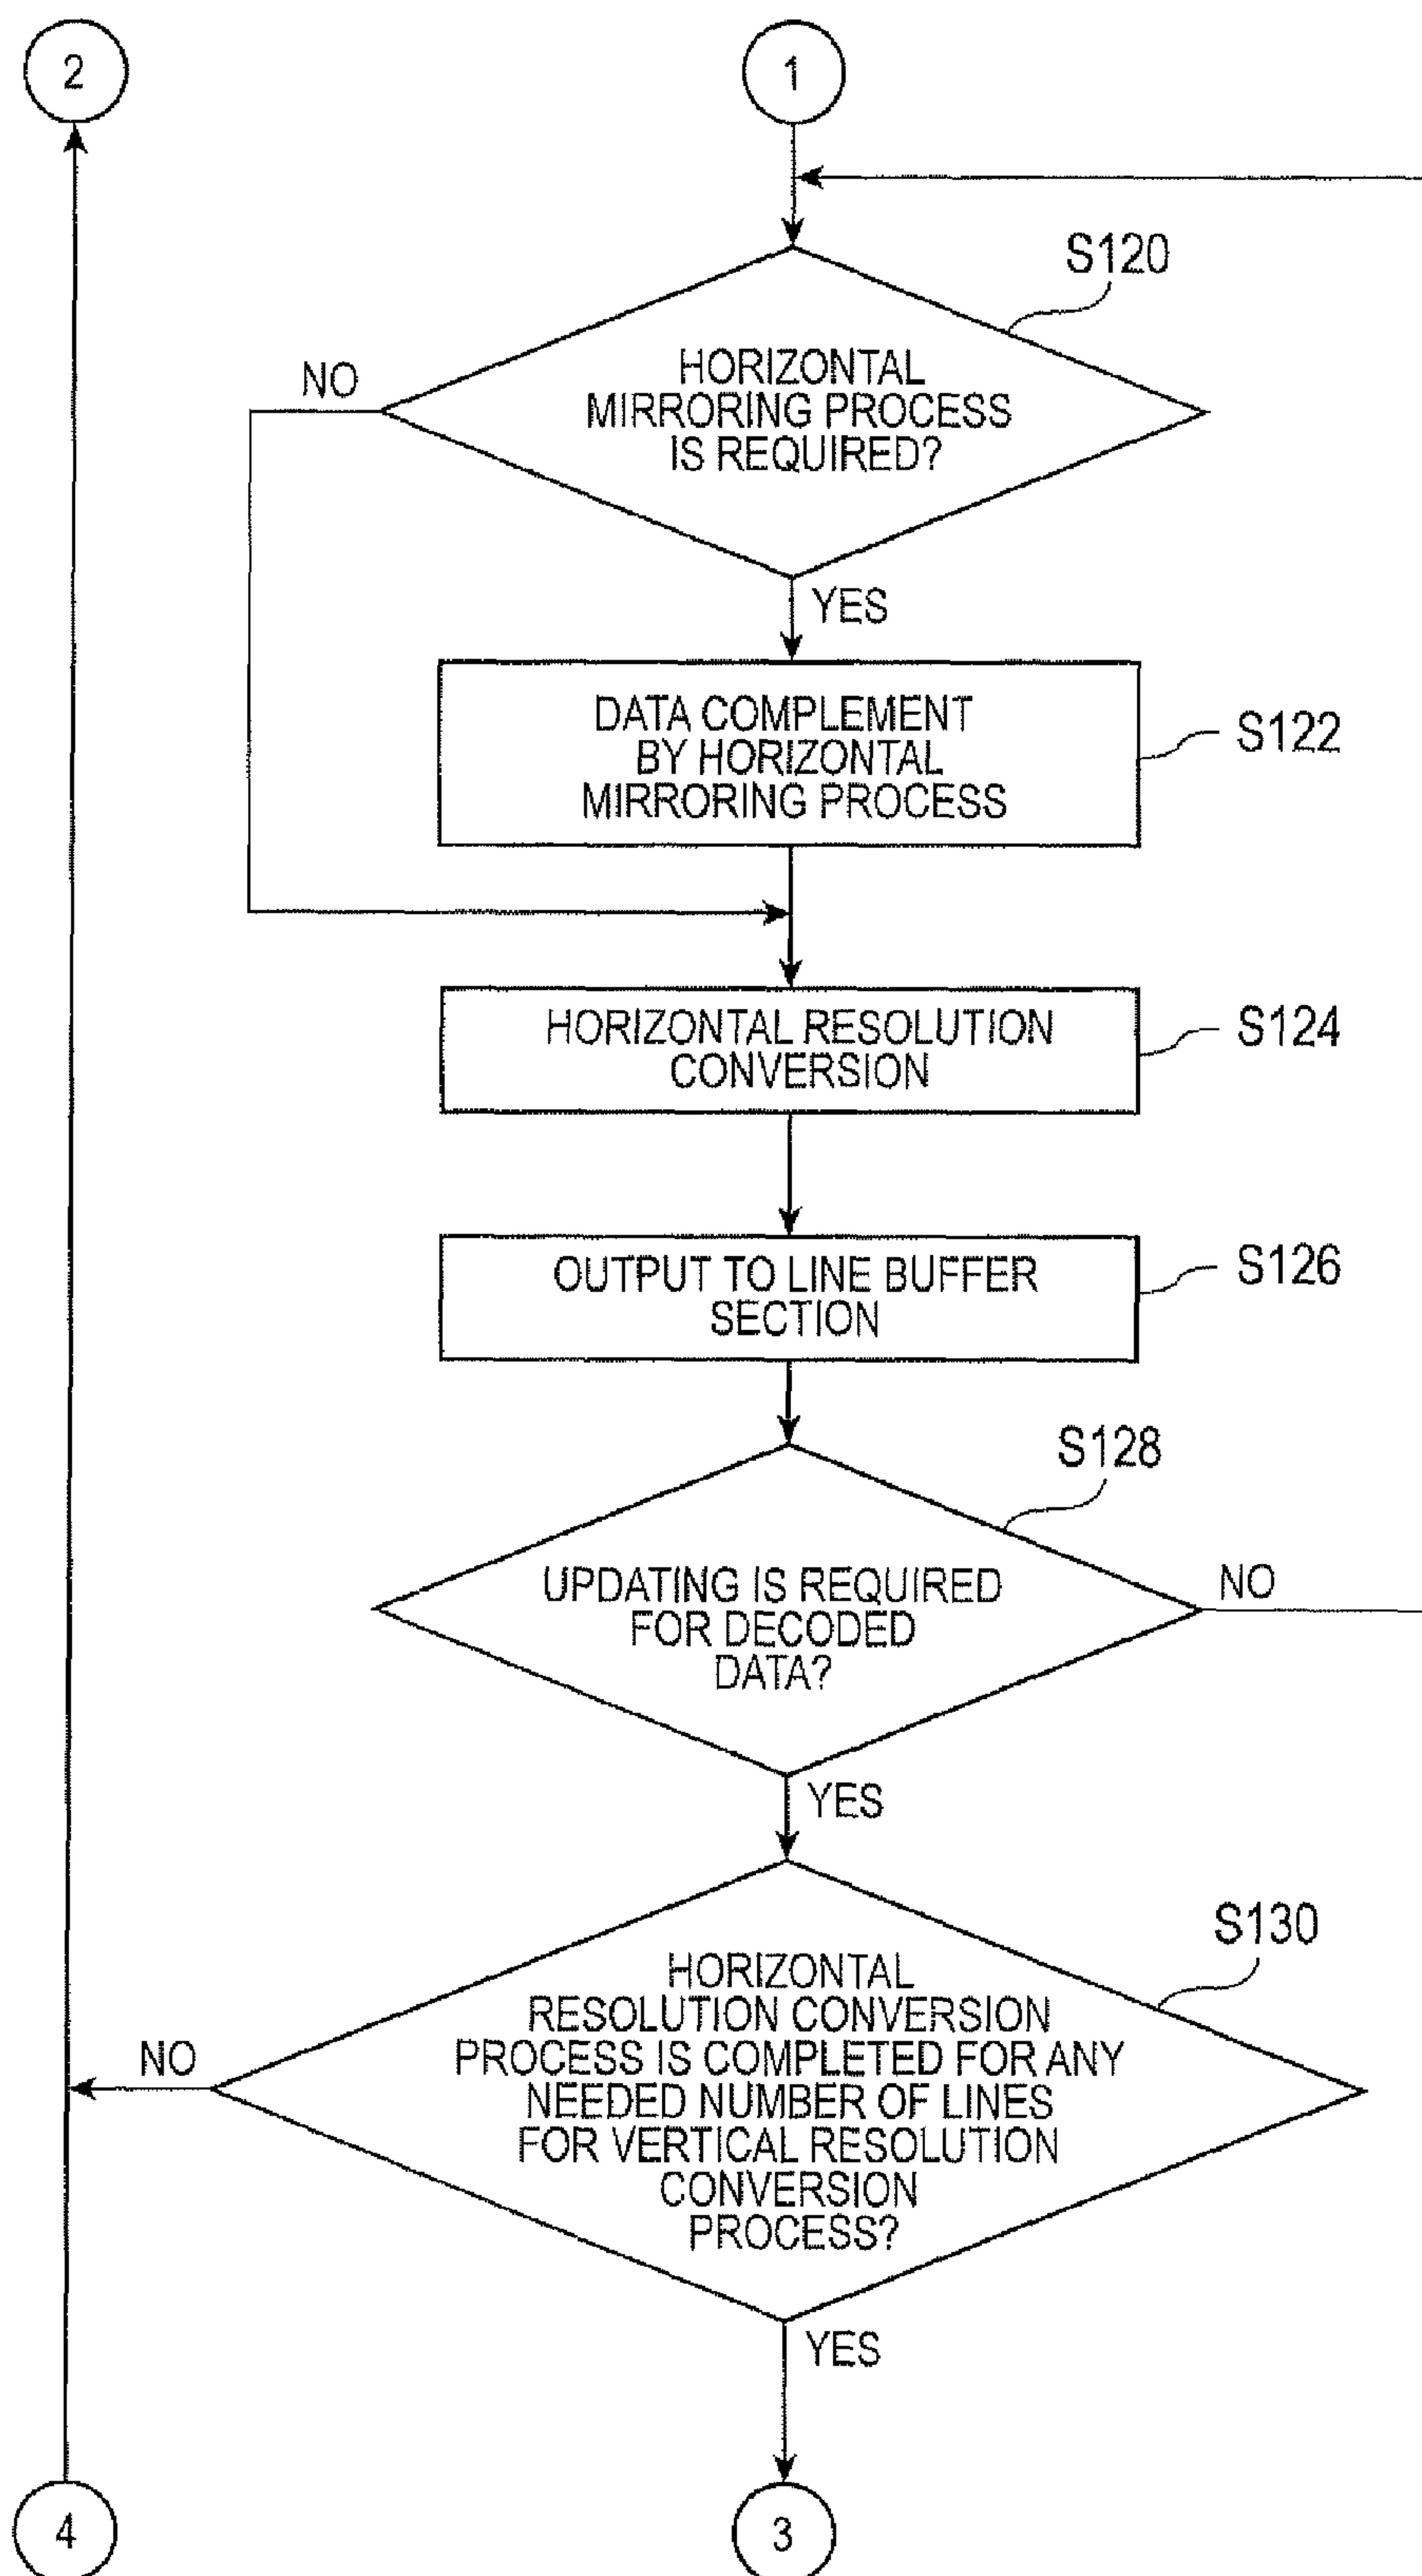 2
1
S120
HORIZONTAL
MIRRORING PROCESS
IS REQUIRED?
NO
YES
DATA COMPLEMENT
BY HORIZONTAL
MIRRORING PROCESS
S122
HORIZONTAL RESOLUTION
CONVERSION
S124
OUTPUT TO LINE BUFFER
SECTION
S126
S128
UPDATING IS REQUIRED
FOR DECODED
DATA?
NO
YES
S130
HORIZONTAL
RESOLUTION CONVERSION
PROCESS IS COMPLETED FOR ANY
NEEDED NUMBER OF LINES
FOR VERTICAL RESOLUTION
CONVERSION
PROCESS?
NO
YES
4
3